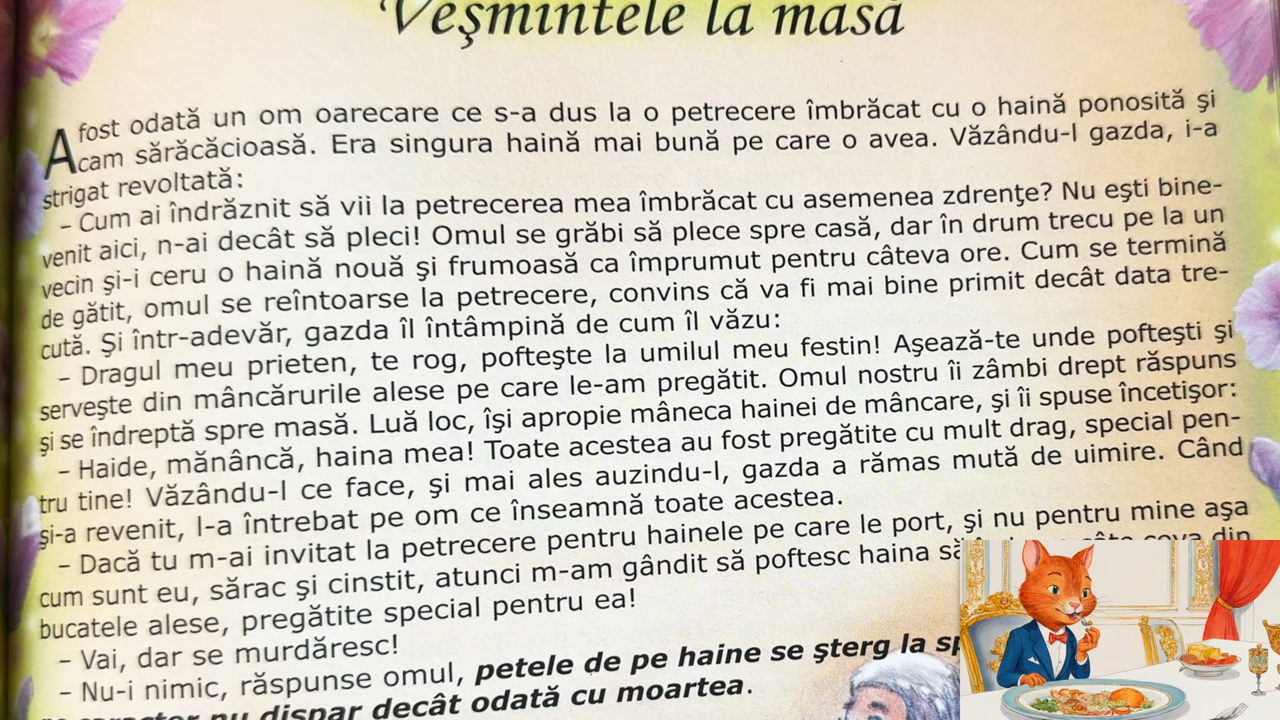 Veşmintele la masă
A fost odată un om oarecare ce s-a dus la o petrecere îmbrăcat cu o haină ponosită şi
cam sărăcăcioasă. Era singura haină mai bună pe care o avea. Văzându-l gazda, i-a
strigat revoltată:
– Cum ai îndrăznit să vii la petrecerea mea îmbrăcat cu asemenea zdrenţe? Nu eşti bine-
venit aici, n-ai decât să pleci! Omul se grăbi să plece spre casă, dar în drum trecu pe la un
vecin şi-i ceru o haină nouă şi frumoasă ca împrumut pentru câteva ore. Cum se termină
de gătit, omul se reîntoarse la petrecere, convins că va fi mai bine primit decât data tre-
cută. Şi într-adevăr, gazda îl întâmpină de cum îl văzu:
– Dragul meu prieten, te rog, pofteşte la umilul meu festin! Aşează-te unde pofteşti şi
serveşte din mâncărurile alese pe care le-am pregătit. Omul nostru îi zâmbi drept răspuns
şi se îndreptă spre masă. Luă loc, îşi apropie mâneca hainei de mâncare, şi îi spuse încetişor:
– Haide, mănâncă, haina mea! Toate acestea au fost pregătite cu mult drag, special pen-
tru tine! Văzându-l ce face, şi mai ales auzindu-l, gazda a rămas mută de uimire. Când
şi-a revenit, l-a întrebat pe om ce înseamnă toate acestea.
– Dacă tu m-ai invitat la petrecere pentru hainele pe care le port, şi nu pentru mine aşa
cum sunt eu, sărac şi cinstit, atunci m-am gândit să poftesc haina să din
bucatele alese, pregătite special pentru ea!
– Vai, dar se murdăresc!
– Nu-i nimic, răspunse omul, petele de pe haine se şterg la
caracter nu dispar decât odată cu moartea.